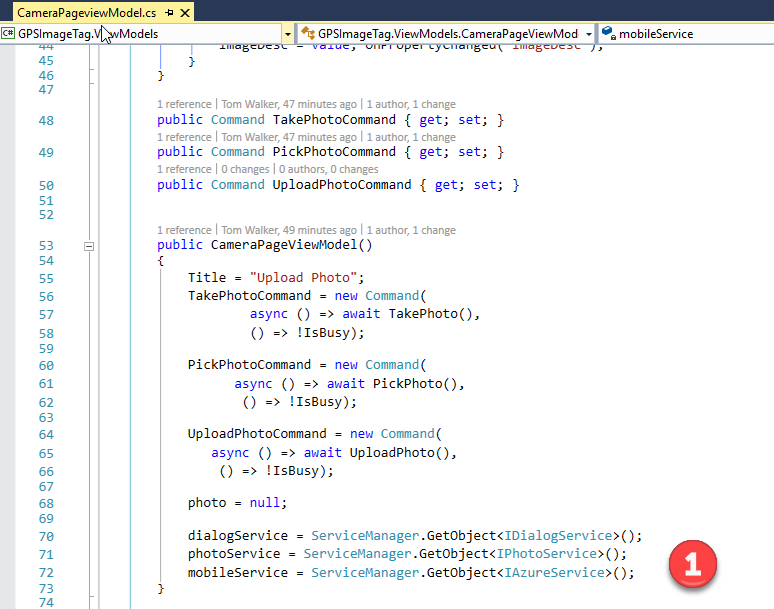 CameraPageviewModel.cs
GPSImageTag.ViewModels
GPSImageTag.ViewModels.CameraPageViewMod
mobileService
44 imageDesc = value; OnPropertyChanged("ImageDesc");
45 }
46 }
47
1 reference | Tom Walker, 47 minutes ago | 1 author, 1 change
48 public Command TakePhotoCommand { get; set; }
1 reference | Tom Walker, 47 minutes ago | 1 author, 1 change
49 public Command PickPhotoCommand { get; set; }
1 reference | 0 changes | 0 authors, 0 changes
50 public Command UploadPhotoCommand { get; set; }
51
52
1 reference | Tom Walker, 49 minutes ago | 1 author, 1 change
53 public CameraPageViewModel()
54 {
55 Title = "Upload Photo";
56 TakePhotoCommand = new Command(
57 async () => await TakePhoto(),
58 () => !IsBusy);
59
60 PickPhotoCommand = new Command(
61 async () => await PickPhoto(),
62 () => !IsBusy);
63
64 UploadPhotoCommand = new Command(
65 async () => await UploadPhoto(),
66 () => !IsBusy);
67
68 photo = null;
69
70 dialogService = ServiceManager.GetObject<IDialogService>();
71 photoService = ServiceManager.GetObject<IPhotoService>();
72 mobileService = ServiceManager.GetObject<IAzureService>();
73 }
74
1